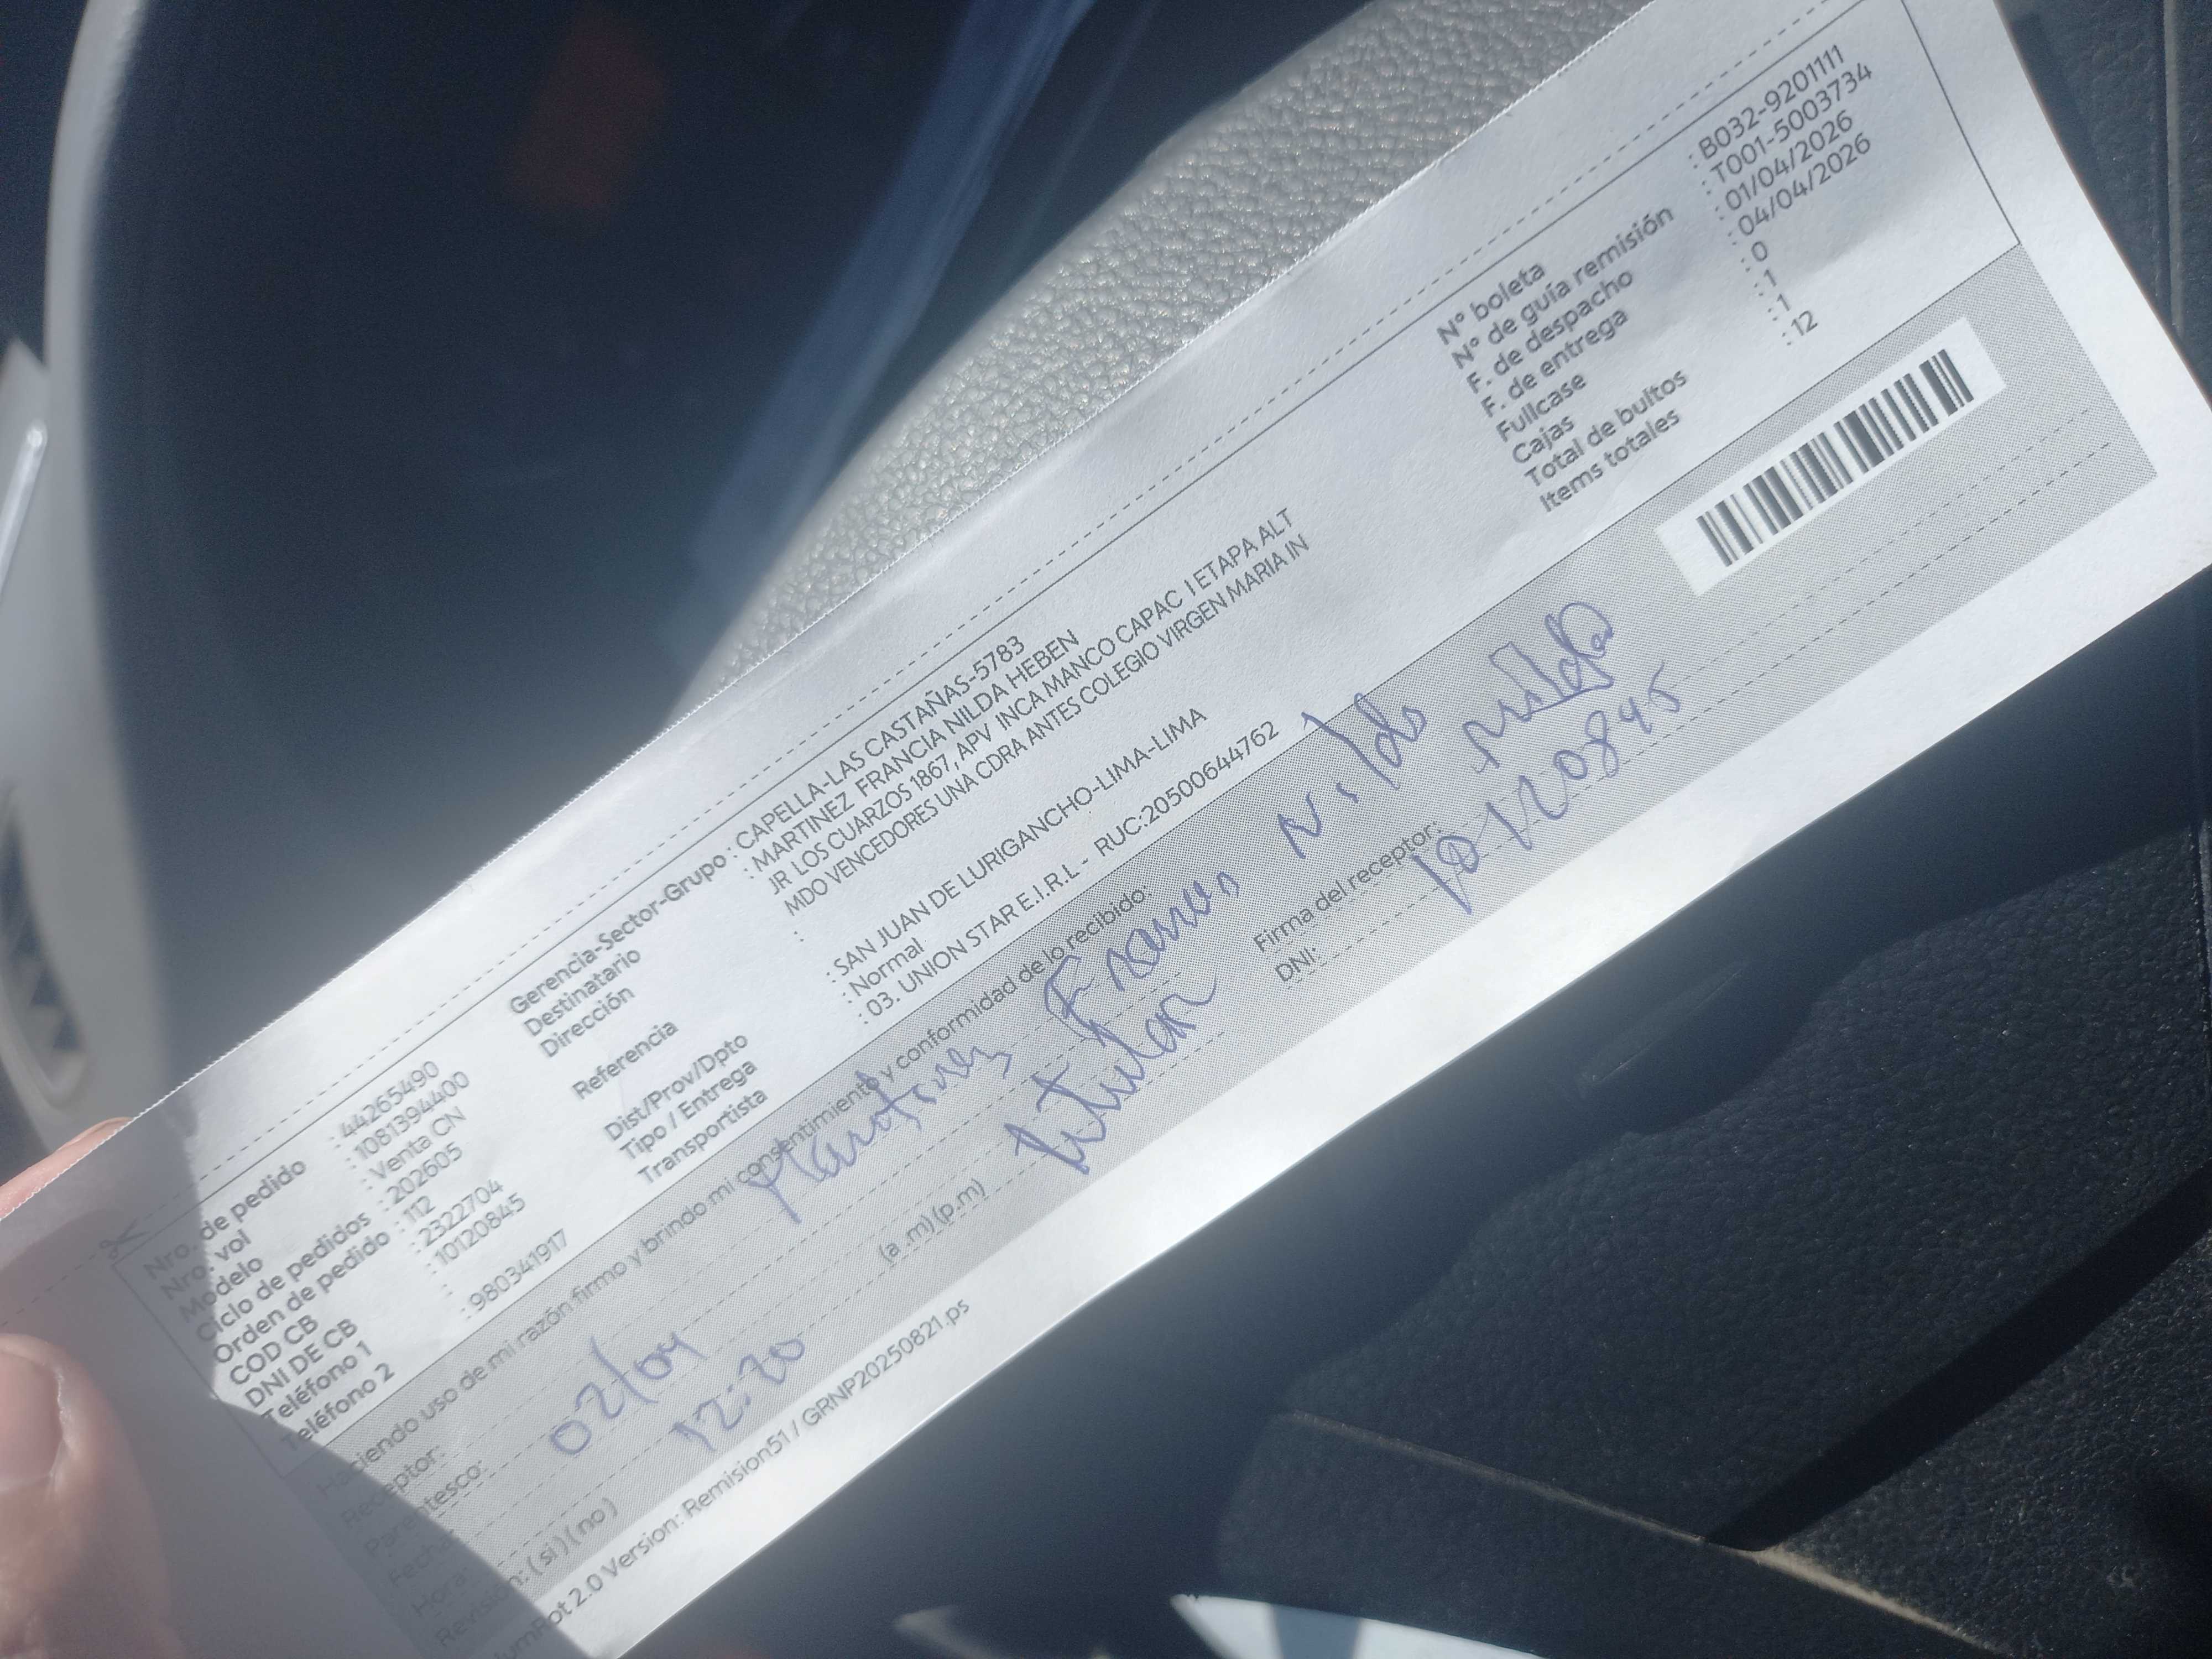 Nro. de pedido : 44265490
Nro. vol : 1081394400
Modelo : Venta CN
Ciclo de pedidos : 202605
Orden de pedido : 112
COD CB : 2322704
DNI DE CB : 10120845
Teléfono 1 :
Teléfono 2 : 980341917
Gerencia-Sector-Grupo : CAPELLA-LAS CASTAÑAS-5783
Destinatario : MARTINEZ FRANCIA NILDA HEBEN
Dirección JR LOS CUARZOS 1867, APV INCA MANCO CAPAC I ETAPA ALT
MDO VENCEDORES UNA CDRA ANTES COLEGIO VIRGEN MARIA IN
Referencia :
Dist/Prov/Dpto : SAN JUAN DE LURIGANCHO-LIMA-LIMA
Tipo / Entrega : Normal
Transportista : 03. UNION STAR E.I.R.L - RUC:20500644762
N° boleta : B032-9201111
N° de guía remisión : T001-5003734
F. de despacho : 01/04/2026
F. de entrega : 04/04/2026
Fullcase : 0
Cajas : 1
Total de bultos : 1
Items totales : 12
Haciendo uso de mi razón firmo y brindo mi consentimiento y conformidad de lo recibido:
Receptor: Nilda
Parentesco: titular
Fecha: 02/04
Hora: 12:20 (a .m) (p.m)
Revisión: ( si ) ( no )
Firma del receptor: Nilda
DNI: 10120845
2.0 Version: Remision51 / GRNP20250821.ps